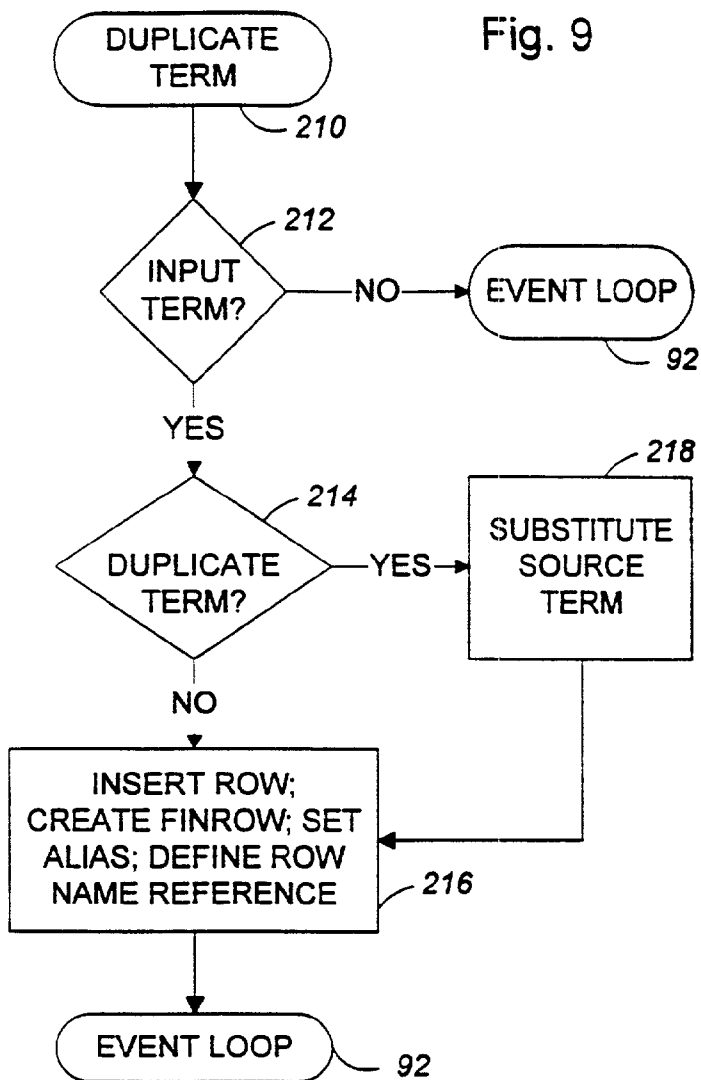 Fig. 9
DUPLICATE
TERM
210
212
INPUT
TERM?
NO
EVENT LOOP
92
YES
214
DUPLICATE
TERM?
YES
218
SUBSTITUTE
SOURCE
TERM
NO
INSERT ROW;
CREATE FINROW; SET
ALIAS; DEFINE ROW
NAME REFERENCE
216
EVENT LOOP
92